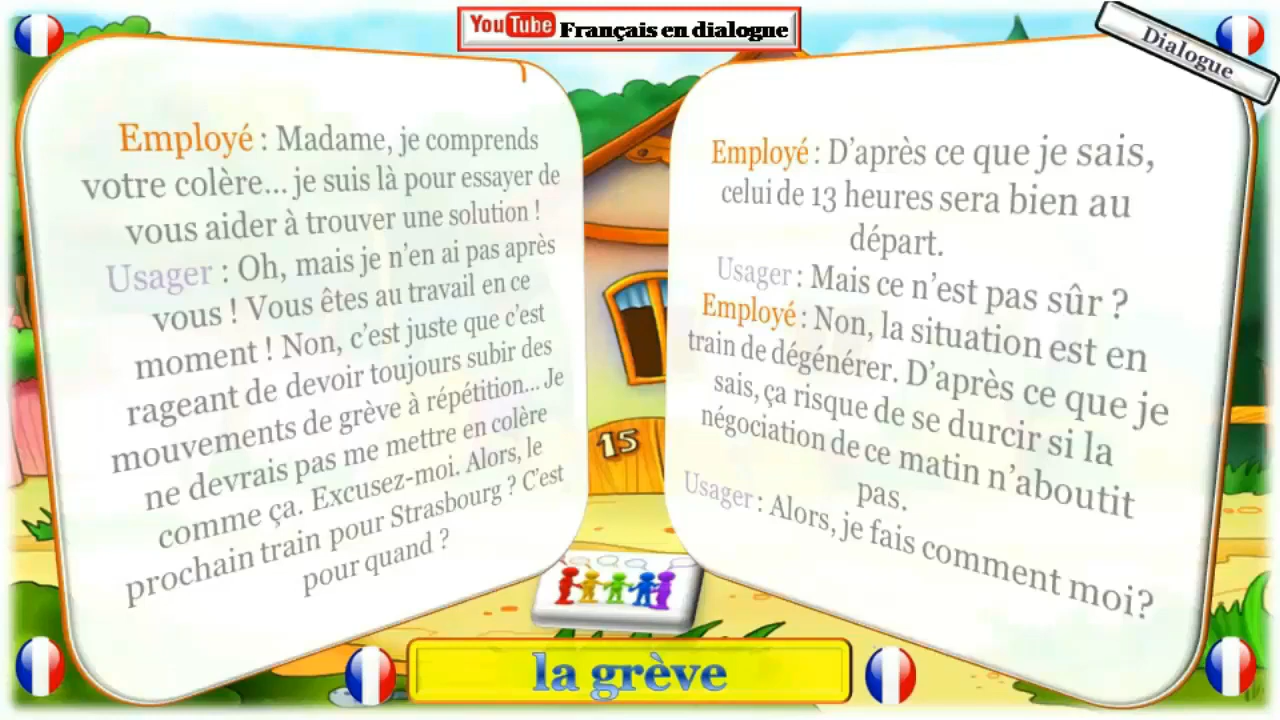 YouTube Français en dialogue
Dialogue
Employé : Madame, je comprends
votre colère... je suis là pour essayer de
vous aider à trouver une solution !
Usager : Oh, mais je n'en ai pas après
vous ! Vous êtes au travail en ce
moment ! Non, c'est juste que c'est
rageant de devoir toujours subir des
mouvements de grève à répétition... Je
ne devrais pas me mettre en colère
comme ça. Excusez-moi. Alors, le
prochain train pour Strasbourg ? C'est
pour quand ?
Employé : D'après ce que je sais,
celui de 13 heures sera bien au
départ.
Usager : Mais ce n'est pas sûr ?
Employé : Non, la situation est en
train de dégénérer. D'après ce que je
sais, ça risque de se durcir si la
négociation de ce matin n'aboutit
pas.
Usager : Alors, je fais comment moi?
15
la grève